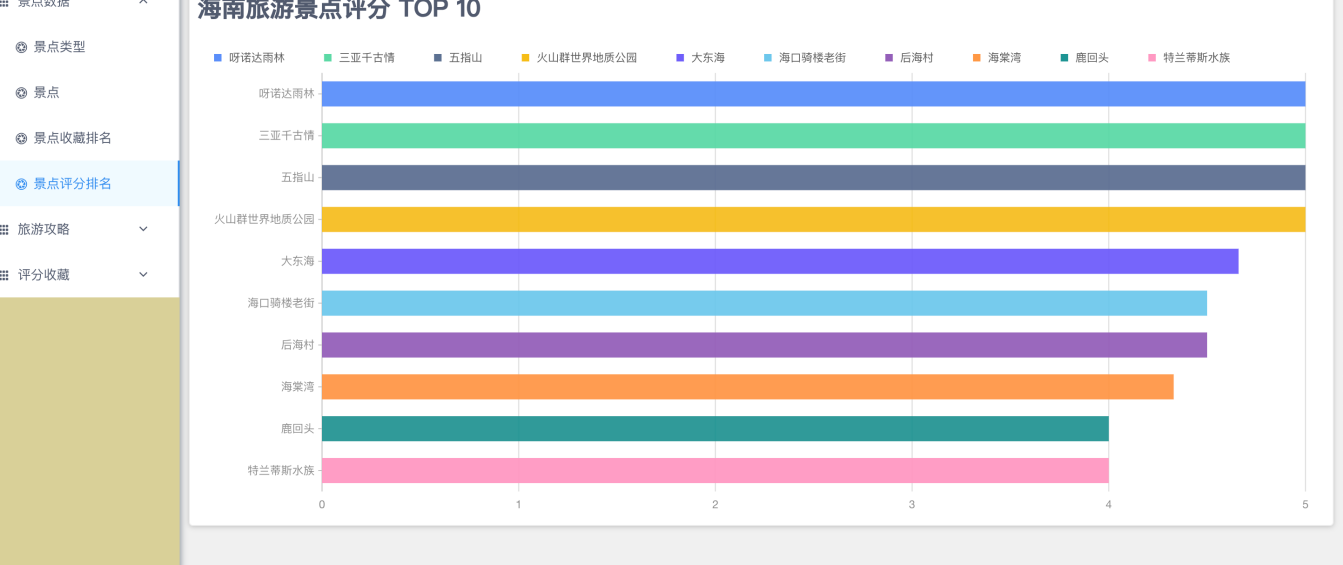 景点数据
景点类型
景点
景点收藏排名
景点评分排名
旅游攻略
评分收藏
海南旅游景点评分 TOP 10
呀诺达雨林 三亚千古情 五指山 火山群世界地质公园 大东海 海口骑楼老街 后海村 海棠湾 鹿回头 特兰蒂斯水族
呀诺达雨林
三亚千古情
五指山
火山群世界地质公园
大东海
海口骑楼老街
后海村
海棠湾
鹿回头
特兰蒂斯水族
0 1 2 3 4 5